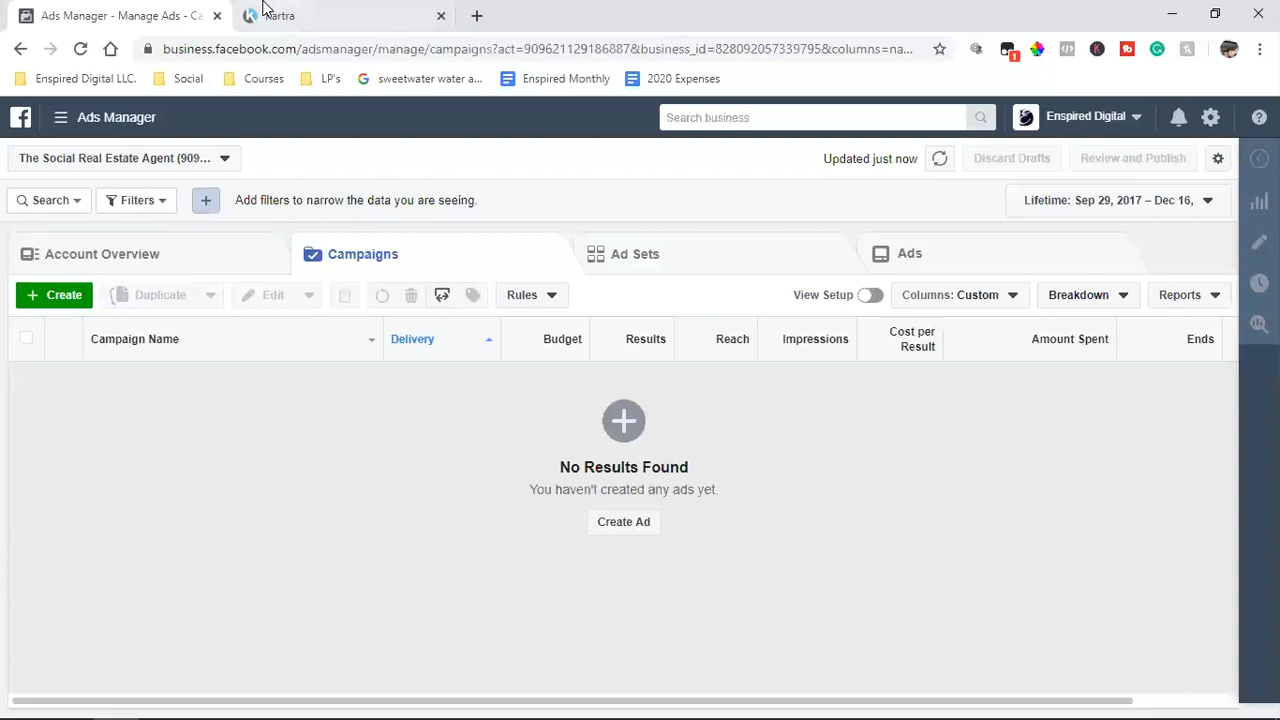 Ads Manager - Manage Ads - Ca
Kartra
business.facebook.com/adsmanager/manage/campaigns?act=909621129186887&business_id=828092057339795&columns=na...
1
Enspired Digital LLC.
Social
Courses
LP's
sweetwater water a...
Enspired Monthly
2020 Expenses
Ads Manager
Search business
Enspired Digital
The Social Real Estate Agent (909...
Updated just now
Discard Drafts
Review and Publish
Search
Filters
Add filters to narrow the data you are seeing.
Lifetime: Sep 29, 2017 – Dec 16,
Account Overview
Campaigns
Ad Sets
Ads
Create
Duplicate
Edit
Rules
View Setup
Columns: Custom
Breakdown
Reports
Campaign Name
Delivery
Budget
Results
Reach
Impressions
Cost per
Result
Amount Spent
Ends
No Results Found
You haven't created any ads yet.
Create Ad